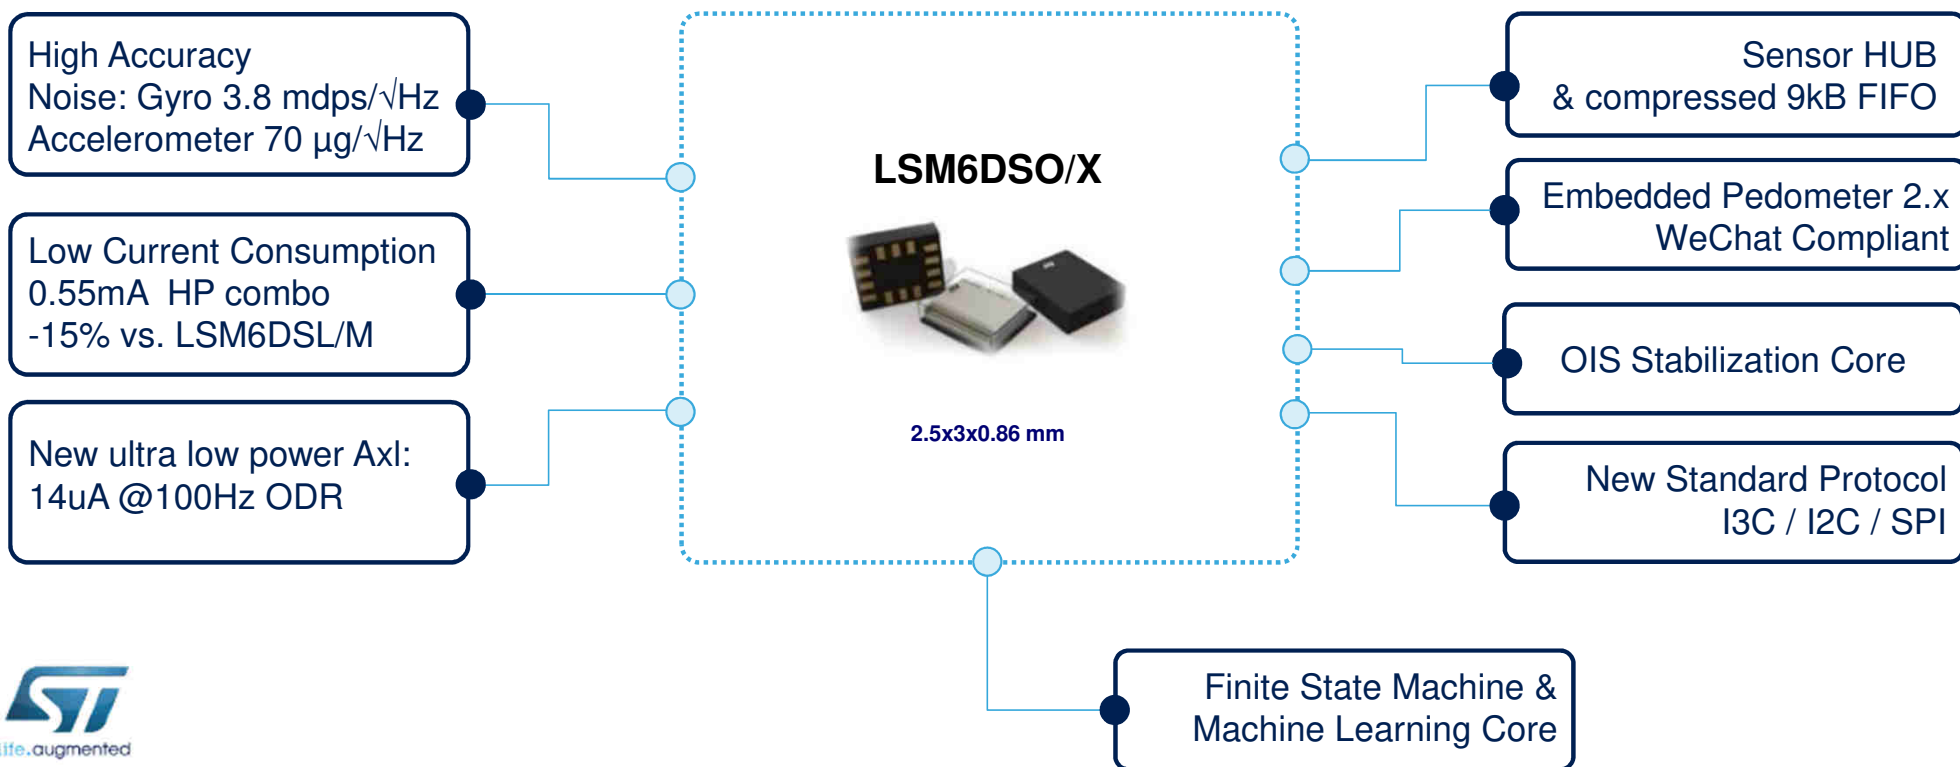 High Accuracy
Noise: Gyro 3.8 mdps/√Hz
Accelerometer 70 µg/√Hz
Low Current Consumption
0.55mA  HP combo
-15% vs. LSM6DSL/M
New ultra low power Axl:
14uA @100Hz ODR
LSM6DSO/X
2.5x3x0.86 mm
Sensor HUB
& compressed 9kB FIFO
Embedded Pedometer 2.x
WeChat Compliant
OIS Stabilization Core
New Standard Protocol
I3C / I2C / SPI
Finite State Machine &
Machine Learning Core
ST
life.augmented